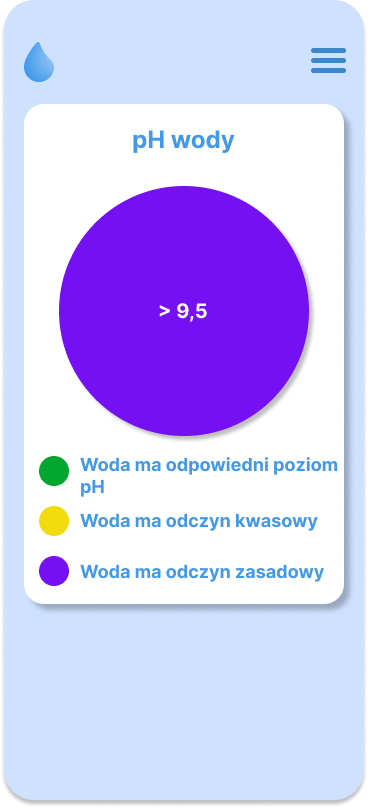 pH wody
> 9,5
Woda ma odpowiedni poziom
pH
Woda ma odczyn kwasowy
Woda ma odczyn zasadowy